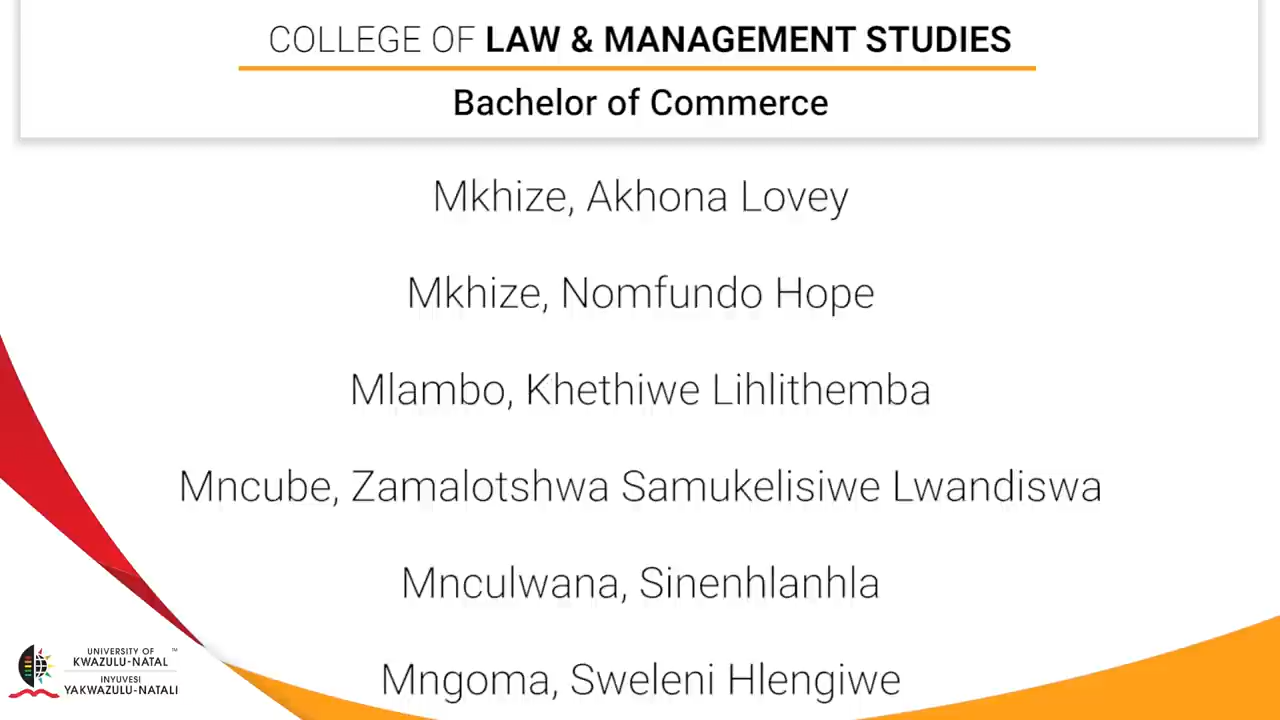 COLLEGE OF LAW & MANAGEMENT STUDIES
Bachelor of Commerce
Mkhize, Akhona Lovey
Mkhize, Nomfundo Hope
Mlambo, Khethiwe Lihlithemba
Mncube, Zamalotshwa Samukelisiwe Lwandiswa
Mnculwana, Sinenhlanhla
Mngoma, Sweleni Hlengiwe
UNIVERSITY OF ™
KWAZULU-NATAL
INYUVESI
YAKWAZULU-NATALI